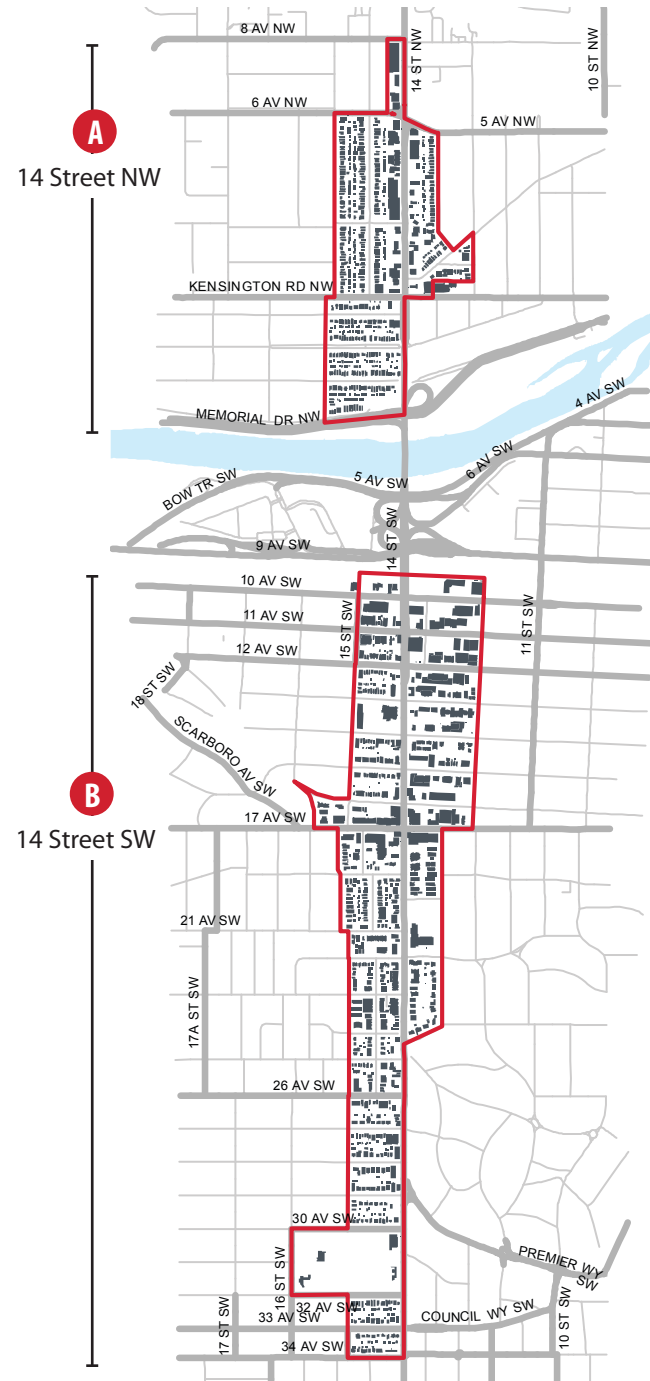 8 AV NW
14 ST NW
10 ST NW
6 AV NW
5 AV NW
A
14 Street NW
KENSINGTON RD NW
MEMORIAL DR NW
4 AV SW
6 AV SW
5 AV SW
BOW TR SW
14 ST SW
9 AV SW
10 AV SW
11 AV SW
15 ST SW
11 ST SW
12 AV SW
18 ST SW
SCARBORO AV SW
B
14 Street SW
17 AV SW
21 AV SW
17A ST SW
26 AV SW
30 AV SW
16 ST SW
PREMIER WY
SW
32 AV SW
33 AV SW
COUNCIL WY SW
17 ST SW
10 ST SW
34 AV SW